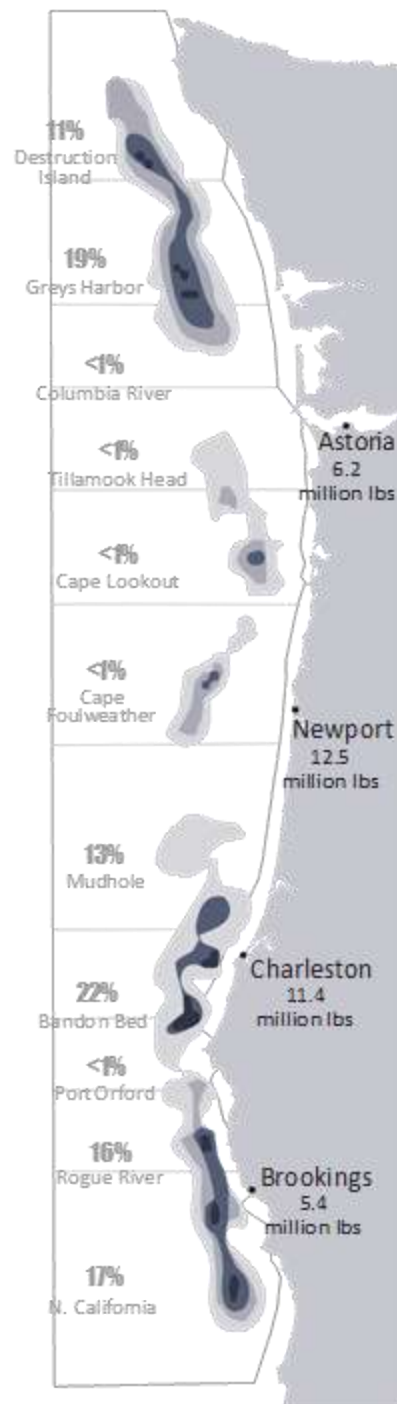 11%
Destruction
Island
19%
Greys Harbor
<1%
Columbia River
<1%
Tillamook Head
Astoria
6.2
million lbs
<1%
Cape Lookout
<1%
Cape
Foulweather
Newport
12.5
million lbs
13%
Mudhole
22%
Bandon Bed
Charleston
11.4
million lbs
<1%
Port Orford
16%
Rogue River
Brookings
5.4
million lbs
17%
N. California